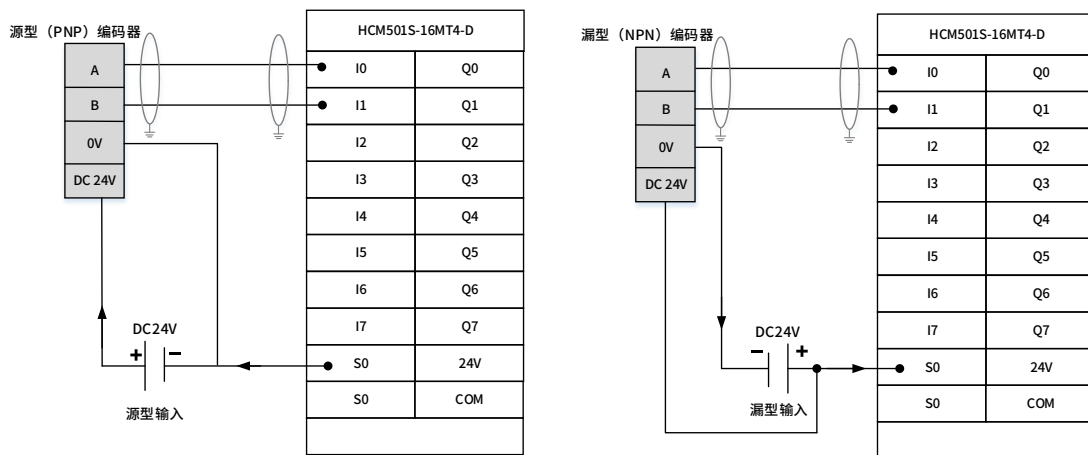 源型（PNP）编码器
HCM501S-16MT4-D
A
I0
Q0
B
I1
Q1
0V
I2
Q2
DC 24V
I3
Q3
I4
Q4
I5
Q5
I6
Q6
I7
Q7
DC24V
+
−
S0
24V
源型输入
S0
COM
漏型（NPN）编码器
HCM501S-16MT4-D
A
I0
Q0
B
I1
Q1
0V
I2
Q2
DC 24V
I3
Q3
I4
Q4
I5
Q5
I6
Q6
I7
Q7
DC24V
−
+
S0
24V
漏型输入
S0
COM